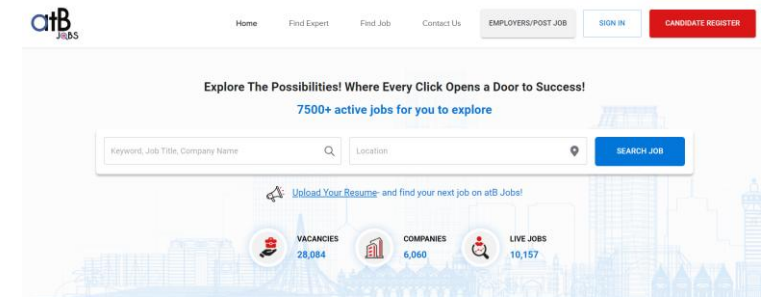 atB
JOBS
Home Find Expert Find Job Contact Us EMPLOYERS/POST JOB SIGN IN CANDIDATE REGISTER
Explore The Possibilities! Where Every Click Opens a Door to Success!
7500+ active jobs for you to explore
Keyword, Job Title, Company Name Location SEARCH JOB
Upload Your Resume- and find your next job on atB Jobs!
VACANCIES COMPANIES LIVE JOBS
28,084 6,060 10,157